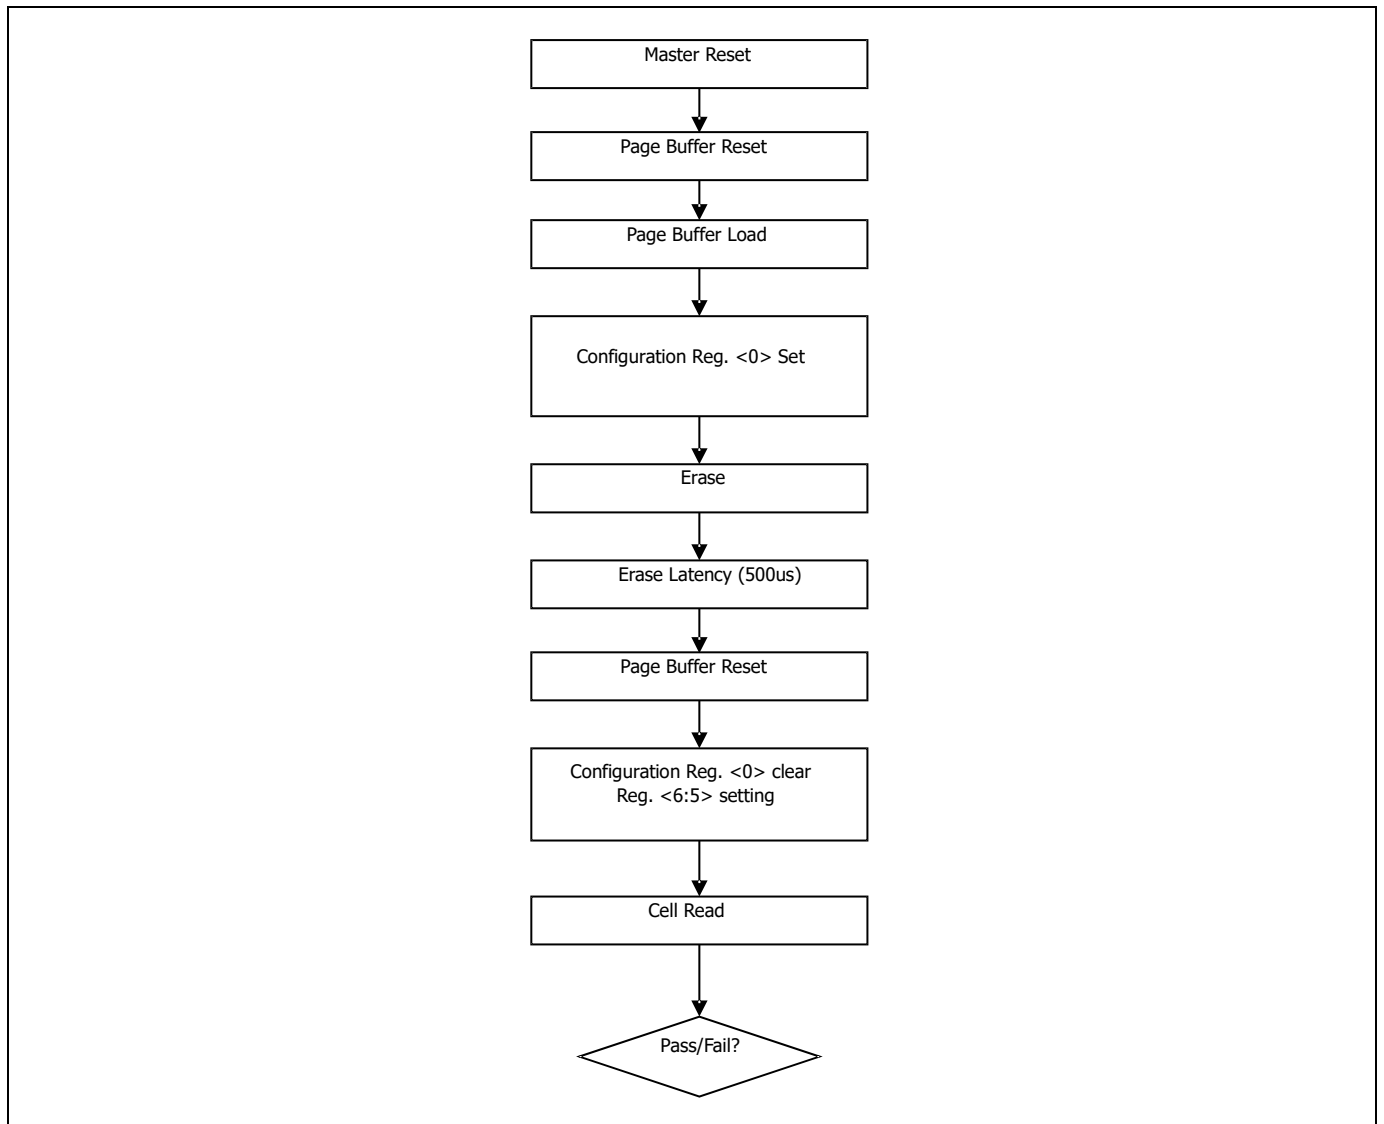 Master Reset
Page Buffer Reset
Page Buffer Load
Configuration Reg. <0> Set
Erase
Erase Latency (500us)
Page Buffer Reset
Configuration Reg. <0> clear
Reg. <6:5> setting
Cell Read
Pass/Fail?